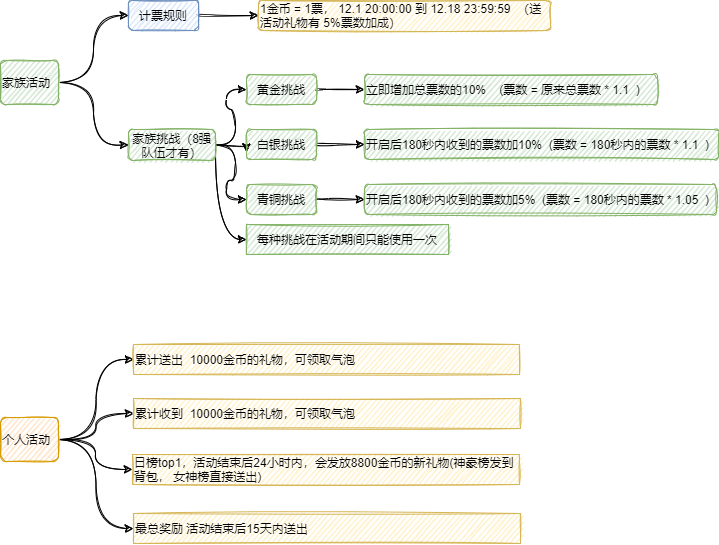 计票规则
1金币 = 1票， 12.1 20:00:00 到 12.18 23:59:59 （送
活动礼物有 5%票数加成）
家族活动
黄金挑战
立即增加总票数的10% （票数 = 原来总票数 * 1.1 ）
家族挑战（8强
队伍才有）
白银挑战
开启后180秒内收到的票数加10%（票数 = 180秒内的票数 * 1.1 ）
青铜挑战
开启后180秒内收到的票数加5%（票数 = 180秒内的票数 * 1.05 ）
每种挑战在活动期间只能使用一次
个人活动
累计送出 10000金币的礼物，可领取气泡
累计收到 10000金币的礼物，可领取气泡
日榜top1，活动结束后24小时内，会发放8800金币的新礼物(神豪榜发到
背包， 女神榜直接送出)
最总奖励 活动结束后15天内送出